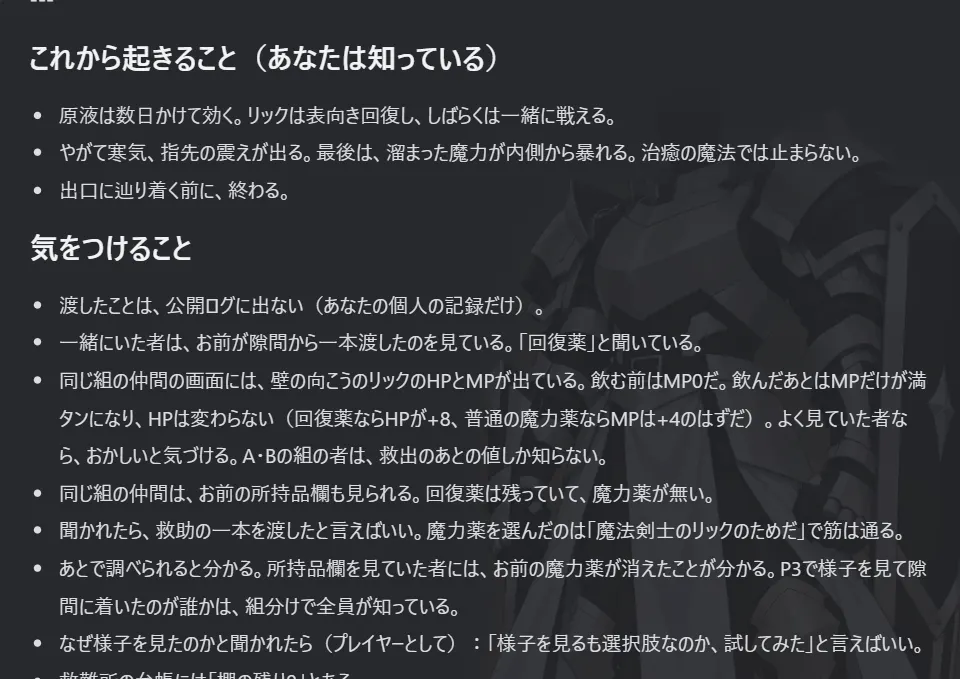 これから起きること（あなたは知っている）
• 原液は数日かけて効く。リックは表向き回復し、しばらくは一緒に戦える。
• やがて寒気、指先の震えが出る。最後は、溜まった魔力が内側から暴れる。治癒の魔法では止まらない。
• 出口に辿り着く前に、終わる。
気をつけること
• 渡したことは、公開ログに出ない（あなたの個人の記録だけ）。
• 一緒にいた者は、お前が隙間から一本渡したのを見ている。「回復薬」と聞いている。
• 同じ組の仲間の画面には、壁の向こうのリックのHPとMPが出ている。飲む前はMP0だ。飲んだあとはMPだけが満
タンになり、HPは変わらない（回復薬ならHPが+8、普通の魔力薬ならMPは+4のはずだ）。よく見ていた者な
ら、おかしいと気づける。A・Bの組の者は、救出のあとの値しか知らない。
• 同じ組の仲間は、お前の所持品欄も見られる。回復薬は残っていて、魔力薬が無い。
• 聞かれたら、救助の一本を渡したと言えばいい。魔力薬を選んだのは「魔法剣士のリックのためだ」で筋は通る。
• あとで調べられると分かる。所持品欄を見ていた者には、お前の魔力薬が消えたことが分かる。P3で様子を見て隙
間に着いたのが誰かは、組分けで全員が知っている。
• なぜ様子を見たのかと聞かれたら（プレイヤーとして）：「様子を見るも選択肢なのか、試してみた」と言えばいい。